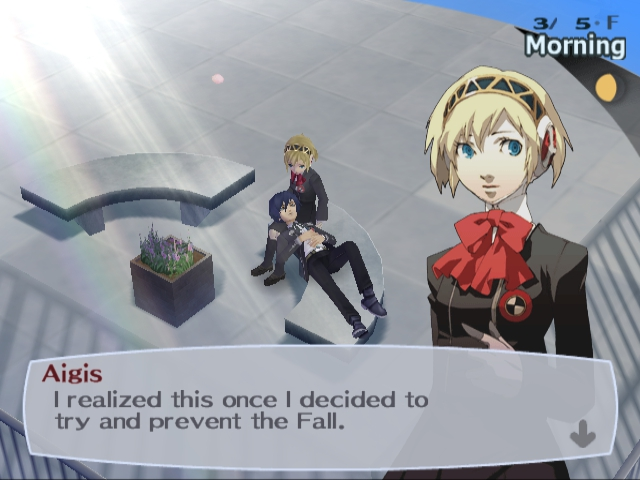 3/ 5・F
Morning
Aigis
I realized this once I decided to
try and prevent the Fall.